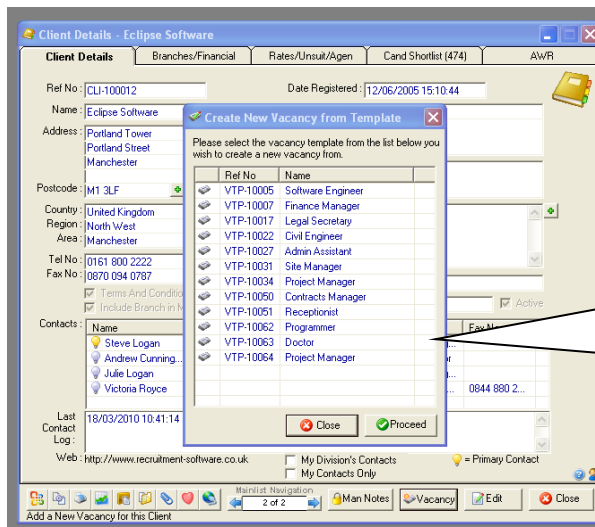 Client Details - Eclipse Software
Client Details Branches/Financial Rates/Unsuit/Agen Cand Shortlist (474) AWR
Ref No : CLI-100012 Date Registered : 12/06/2005 15:10:44
Name : Eclipse Software
Address : Portland Tower
Portland Street
Manchester
Postcode : M1 3LF
Country : United Kingdom
Region : North West
Area : Manchester
Tel No : 0161 800 2222
Fax No : 0870 094 0787
Terms And Conditio
Include Branch in M
Active
Contacts : Name Fax No
Steve Logan
Andrew Cunning...
Julie Logan
Victoria Royce 0844 880 2...
Last Contact Log : 18/03/2010 10:41:14
Web : http://www.recruitment-software.co.uk
My Division's Contacts = Primary Contact
My Contacts Only
Create New Vacancy from Template
Please select the vacancy template from the list below you
wish to create a new vacancy from.
Ref No Name
VTP-10005 Software Engineer
VTP-10007 Finance Manager
VTP-10017 Legal Secretary
VTP-10022 Civil Engineer
VTP-10027 Admin Assistant
VTP-10031 Site Manager
VTP-10034 Project Manager
VTP-10050 Contracts Manager
VTP-10051 Receptionist
VTP-10062 Programmer
VTP-10063 Doctor
VTP-10064 Project Manager
Close Proceed
Mainlist Navigation
2 of 2
Man Notes Vacancy Edit Close
Add a New Vacancy for this Client